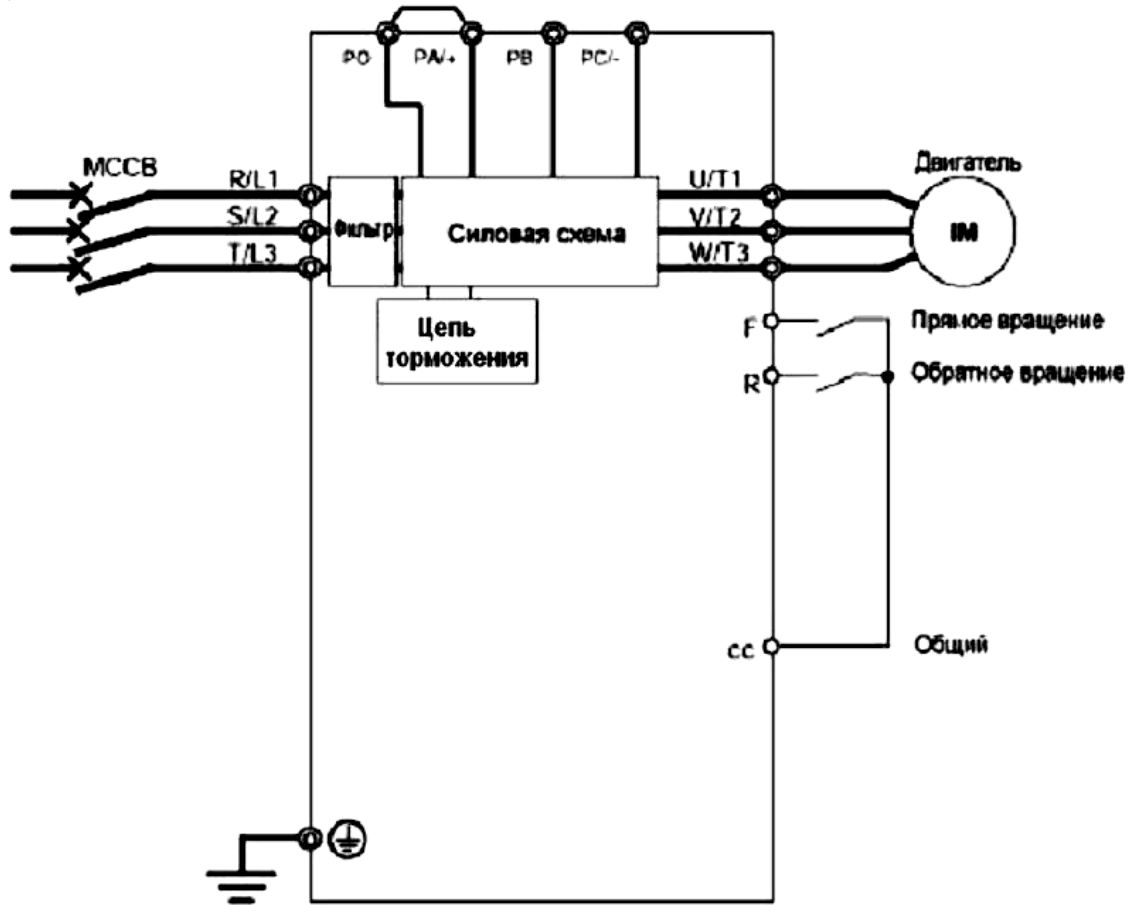 PO PA/+ PB PC/-
MCCB
R/L1
S/L2
T/L3
Фильтр
Силовая схема
U/T1
V/T2
W/T3
Двигатель
IM
Цепь
торможения
F
Прямое вращение
R
Обратное вращение
CC
Общий